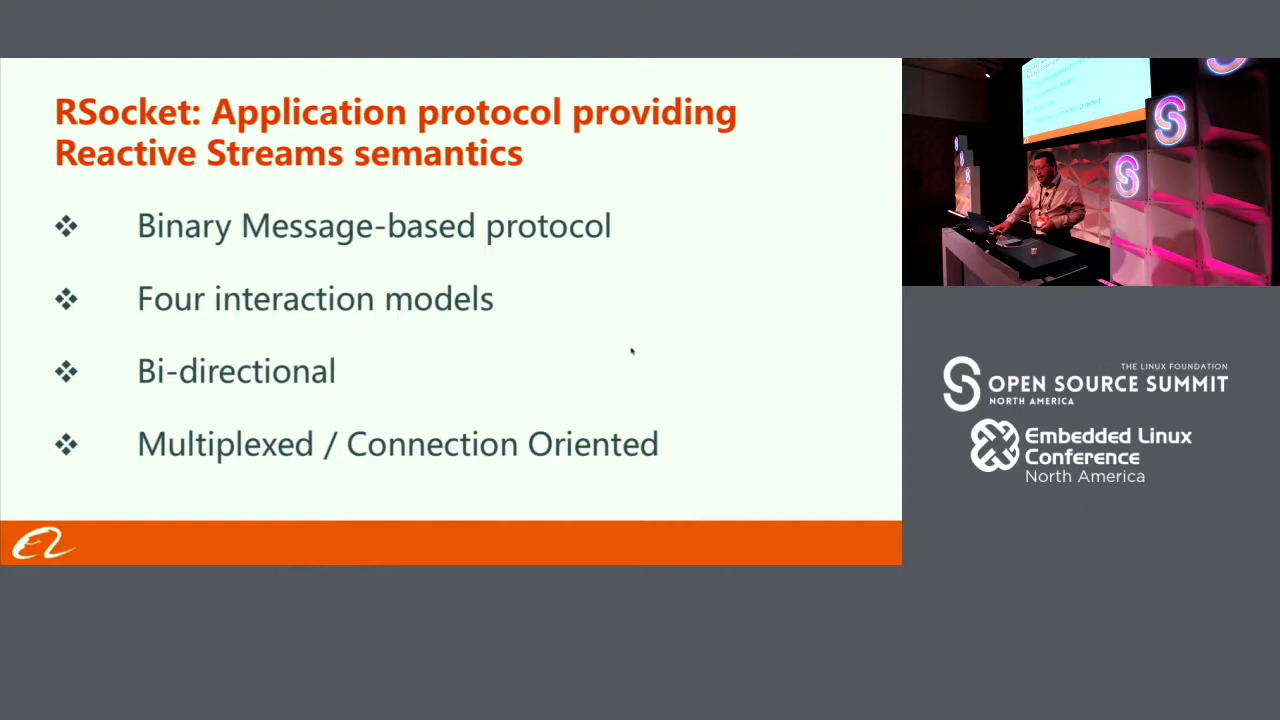 RSocket: Application protocol providing
Reactive Streams semantics
❖ Binary Message-based protocol
❖ Four interaction models
❖ Bi-directional
❖ Multiplexed / Connection Oriented
THE LINUX FOUNDATION
OPEN SOURCE SUMMIT
NORTH AMERICA
Embedded Linux
Conference
North America